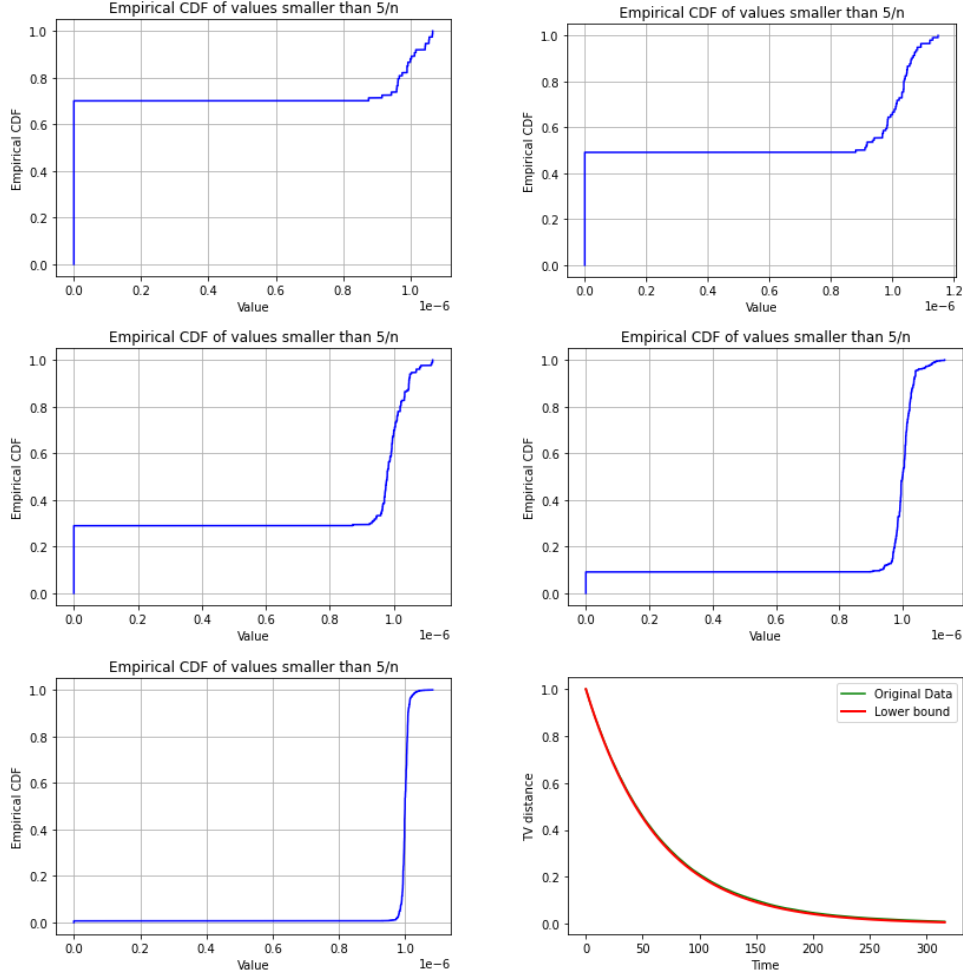 Empirical CDF of values smaller than 5/n
1.0
0.8
0.6
0.4
0.2
0.0
Empirical CDF
0.0 0.2 0.4 0.6 0.8 1.0
Value
1e−6
Empirical CDF of values smaller than 5/n
1.0
0.8
0.6
0.4
0.2
0.0
Empirical CDF
0.0 0.2 0.4 0.6 0.8 1.0 1.2
Value
1e−6
Empirical CDF of values smaller than 5/n
1.0
0.8
0.6
0.4
0.2
0.0
Empirical CDF
0.0 0.2 0.4 0.6 0.8 1.0
Value
1e−6
Empirical CDF of values smaller than 5/n
1.0
0.8
0.6
0.4
0.2
0.0
Empirical CDF
0.0 0.2 0.4 0.6 0.8 1.0
Value
1e−6
Empirical CDF of values smaller than 5/n
1.0
0.8
0.6
0.4
0.2
0.0
Empirical CDF
0.0 0.2 0.4 0.6 0.8 1.0
Value
1e−6
Original Data
Lower bound
1.0
0.8
0.6
0.4
0.2
0.0
TV distance
0 50 100 150 200 250 300
Time